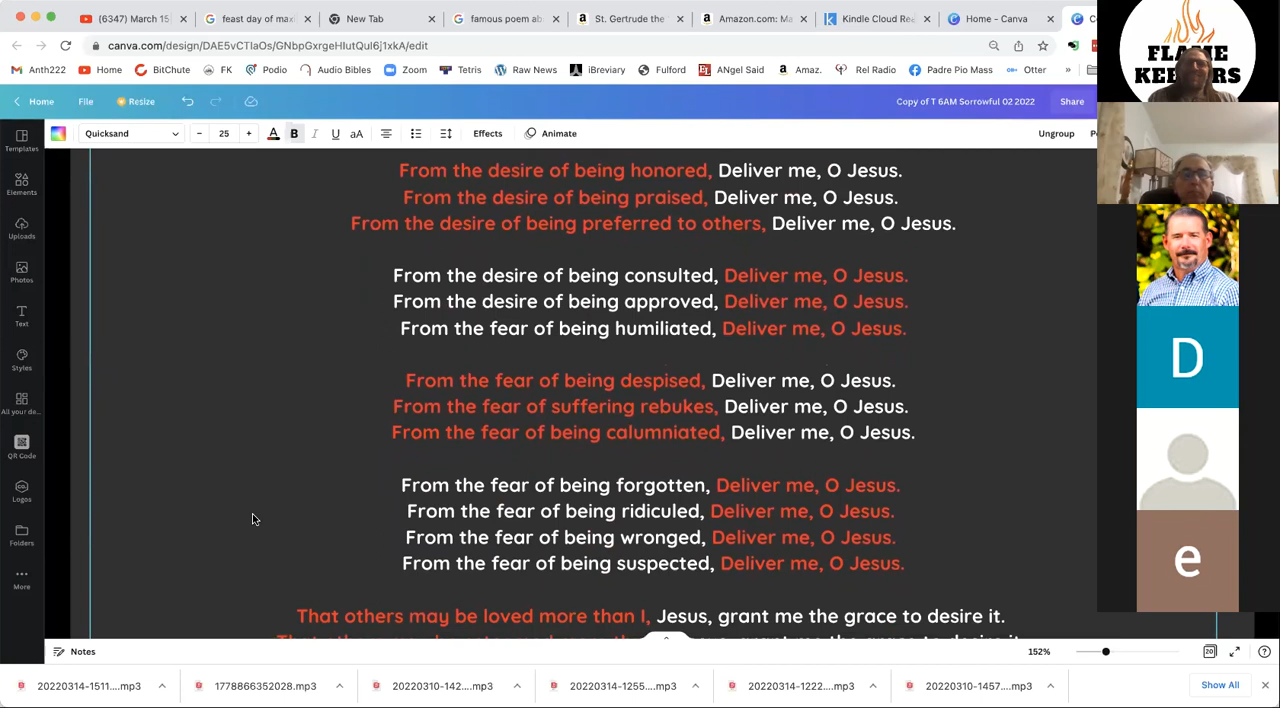 (6347) March 15
feast day of maxi
New Tab
famous poem ab
St. Gertrude the
Amazon.com: Ma
Kindle Cloud Rea
Home - Canva
canva.com/design/DAE5vCTIaOs/GNbpGxrgeHIutQuI6j1xkA/edit
Anth222
Home
BitChute
FK
Podio
Audio Bibles
Zoom
Tetris
Raw News
iBreviary
Fulford
ANgel Said
Amaz.
Rel Radio
Padre Pio Mass
Otter
»
FLAME
KEEPERS
Home
File
Resize
Copy of T 6AM Sorrowful 02 2022
Share
Quicksand
25
A
B
I
U
aA
Effects
Animate
Ungroup
Templates
Elements
Uploads
Photos
Text
Styles
All your de...
QR Code
Logos
Folders
More
From the desire of being honored, Deliver me, O Jesus.
From the desire of being praised, Deliver me, O Jesus.
From the desire of being preferred to others, Deliver me, O Jesus.
From the desire of being consulted, Deliver me, O Jesus.
From the desire of being approved, Deliver me, O Jesus.
From the fear of being humiliated, Deliver me, O Jesus.
From the fear of being despised, Deliver me, O Jesus.
From the fear of suffering rebukes, Deliver me, O Jesus.
From the fear of being calumniated, Deliver me, O Jesus.
From the fear of being forgotten, Deliver me, O Jesus.
From the fear of being ridiculed, Deliver me, O Jesus.
From the fear of being wronged, Deliver me, O Jesus.
From the fear of being suspected, Deliver me, O Jesus.
That others may be loved more than I, Jesus, grant me the grace to desire it.
D
e
Notes
152%
20
20220314-1511....mp3
1778866352028.mp3
20220310-142....mp3
20220314-1255....mp3
20220314-1222....mp3
20220310-1457....mp3
Show All